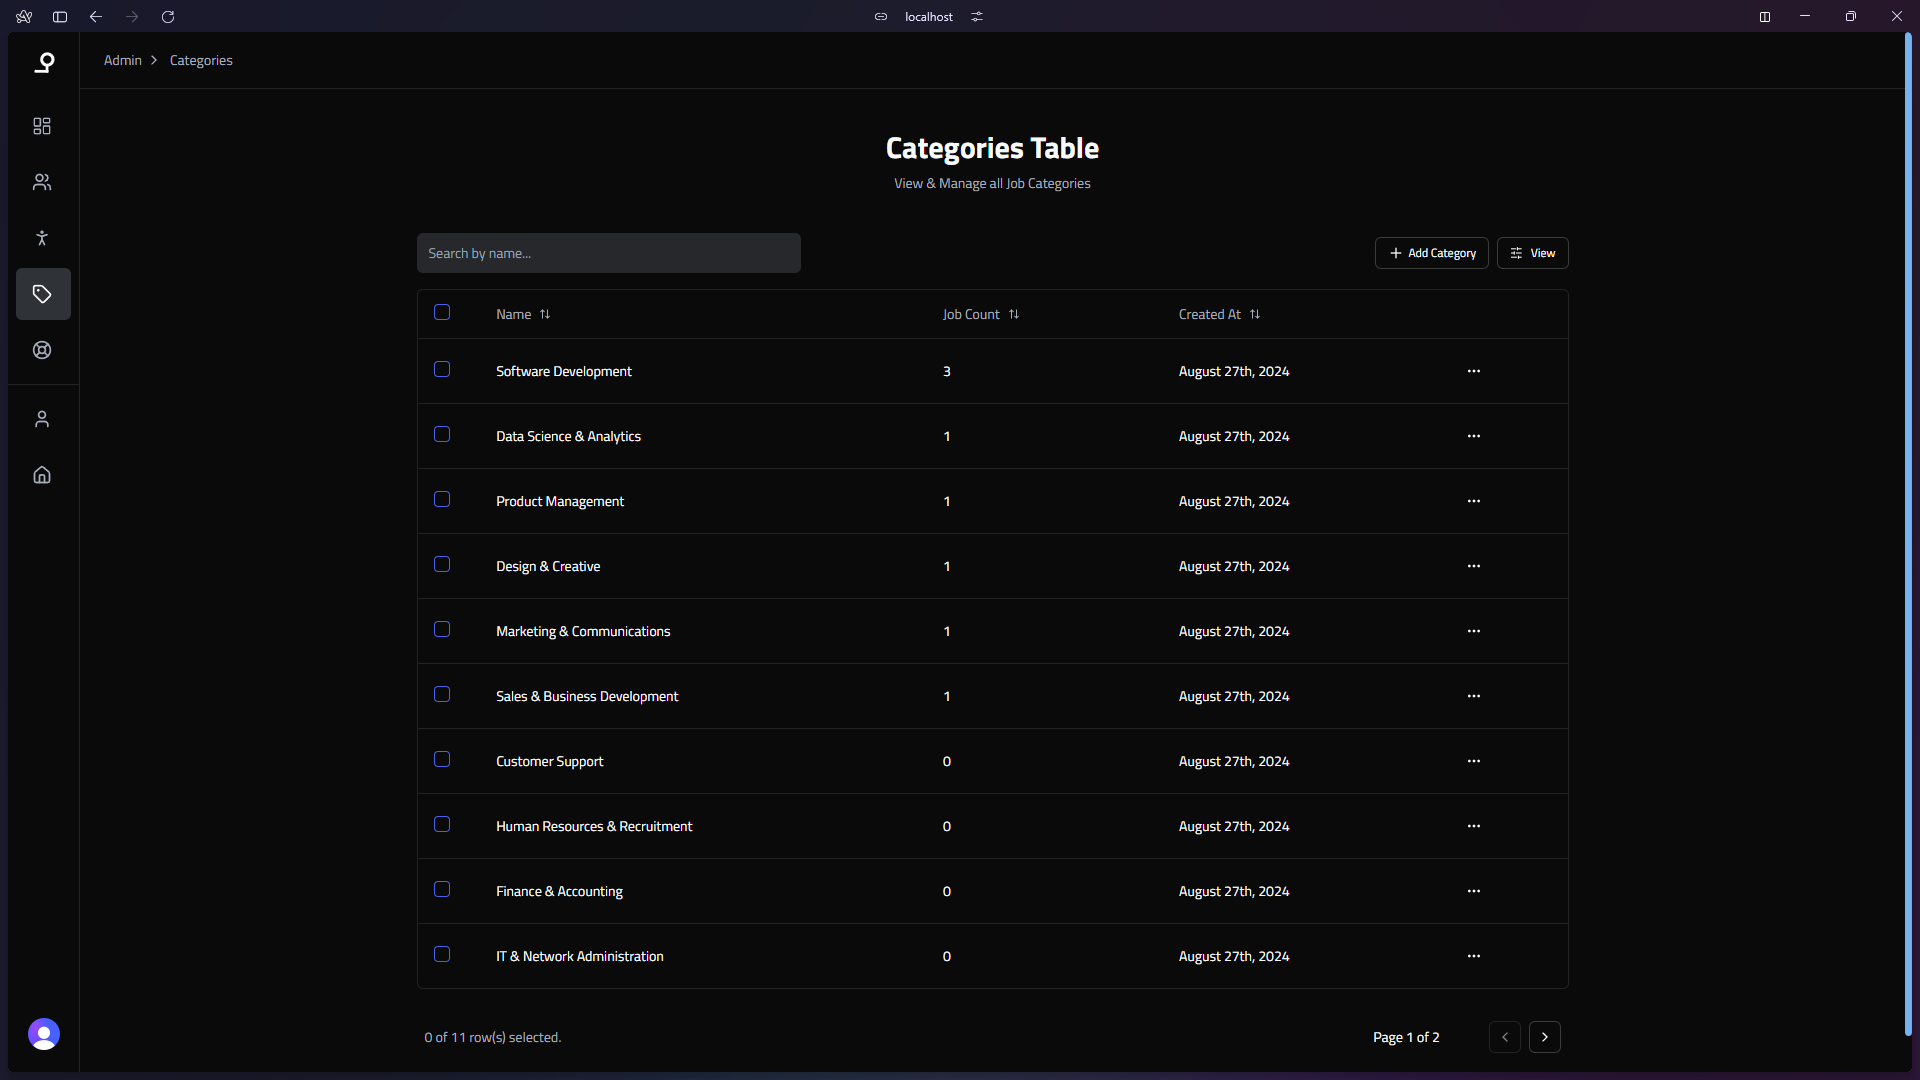 localhost
Admin Categories
Categories Table
View & Manage all Job Categories
Search by name...
Add Category View
Name Job Count Created At
Software Development 3 August 27th, 2024 ...
Data Science & Analytics 1 August 27th, 2024 ...
Product Management 1 August 27th, 2024 ...
Design & Creative 1 August 27th, 2024 ...
Marketing & Communications 1 August 27th, 2024 ...
Sales & Business Development 1 August 27th, 2024 ...
Customer Support 0 August 27th, 2024 ...
Human Resources & Recruitment 0 August 27th, 2024 ...
Finance & Accounting 0 August 27th, 2024 ...
IT & Network Administration 0 August 27th, 2024 ...
0 of 11 row(s) selected. Page 1 of 2